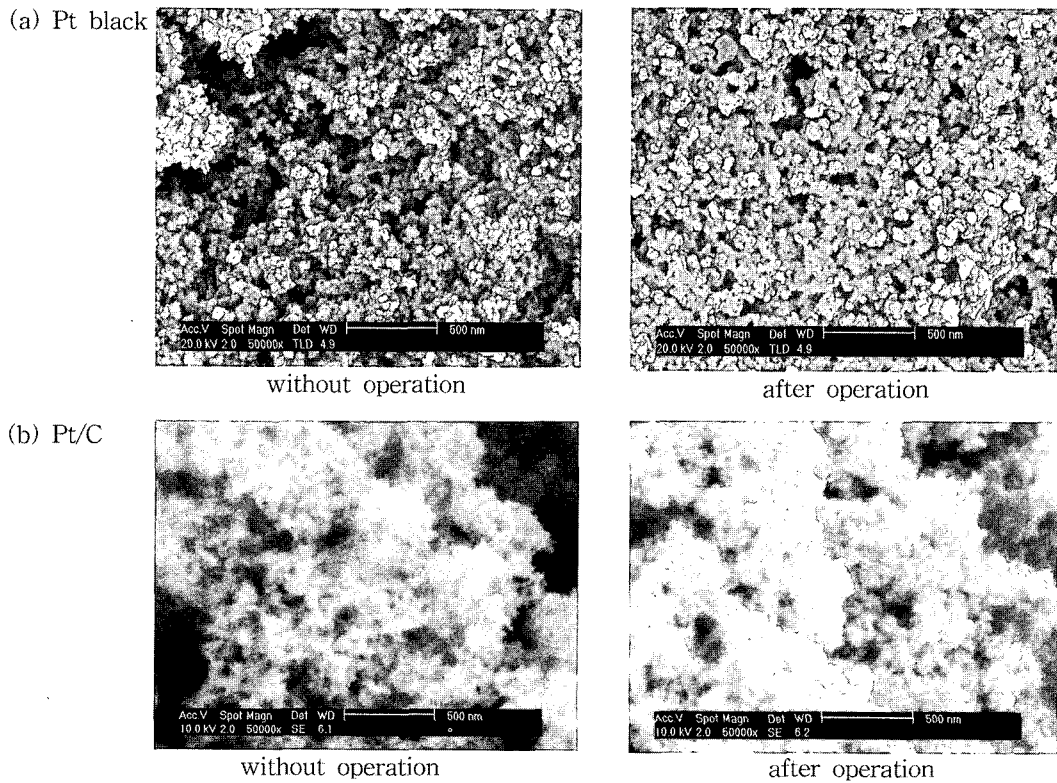 (a) Pt black
Acc.V Spot Magn Det WD 500 nm
20.0 kV 2.0 50000x TLD 4.9
Acc.V Spot Magn Det WD 500 nm
20.0 kV 2.0 50000x TLD 4.9
without operation
after operation
(b) Pt/C
Acc.V Spot Magn Det WD 500 nm
10.0 kV 2.0 50000x SE 6.1
Acc.V Spot Magn Det WD 500 nm
10.0 kV 2.0 50000x SE 6.2
without operation
after operation